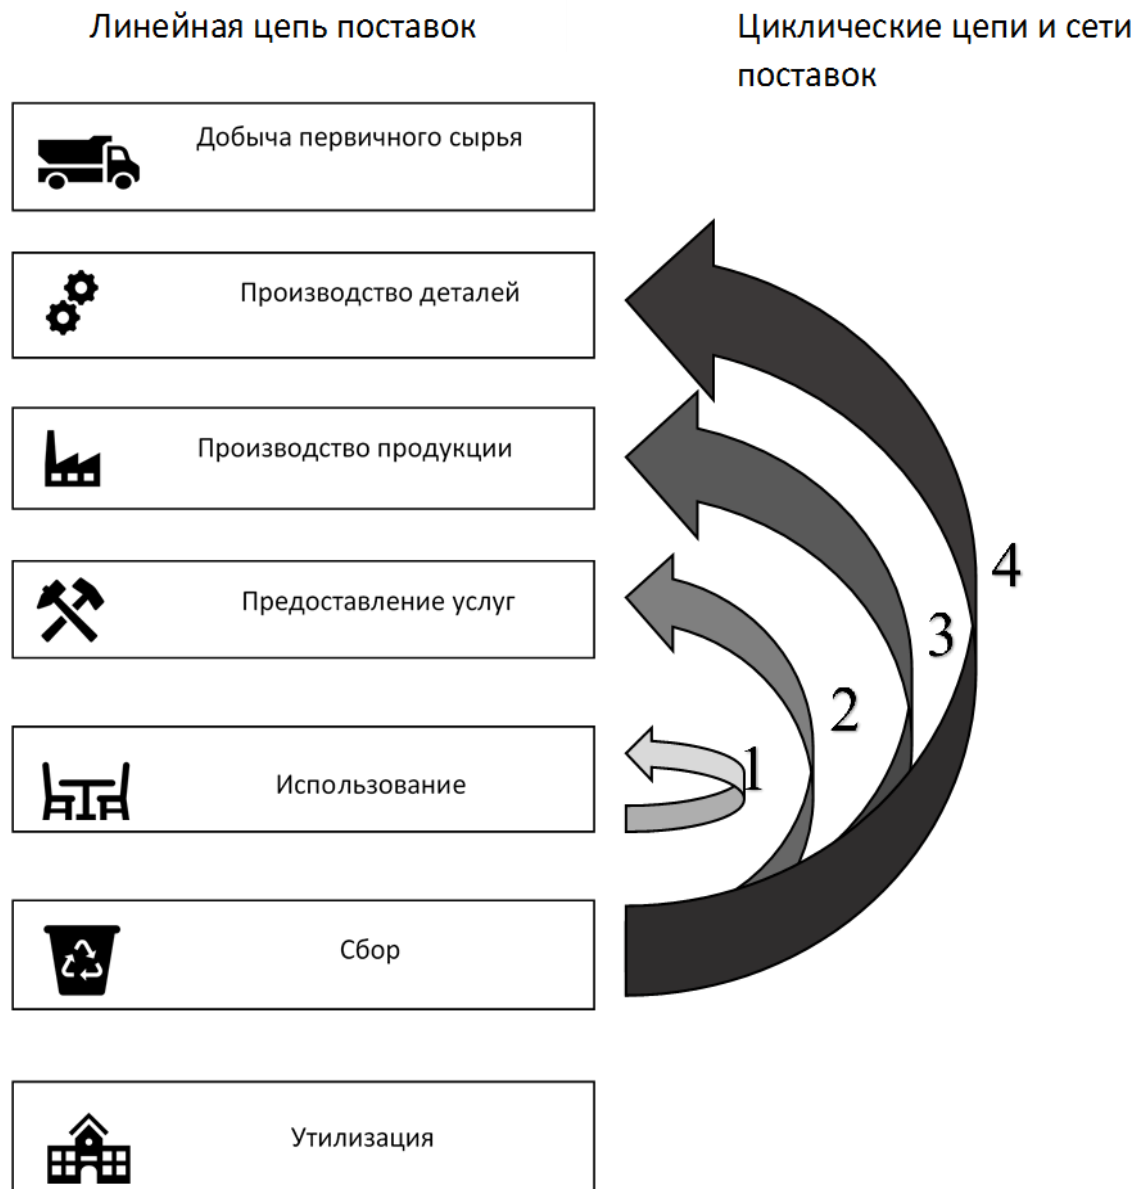 Линейная цепь поставок
Циклические цепи и сети
поставок
Добыча первичного сырья
Производство деталей
Производство продукции
Предоставление услуг
Использование
Сбор
Утилизация
1
2
3
4